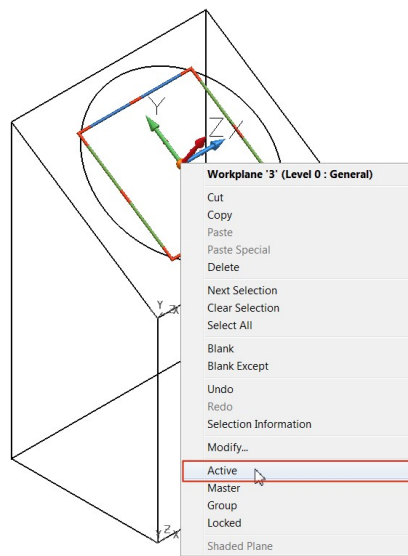 Y
Z X
Workplane '3' (Level 0 : General)
Cut
Copy
Paste
Paste Special
Delete
Next Selection
Clear Selection
Select All
Blank
Blank Except
Undo
Redo
Selection Information
Modify...
Active
Master
Group
Locked
Shaded Plane
Y Z X
Y Z X